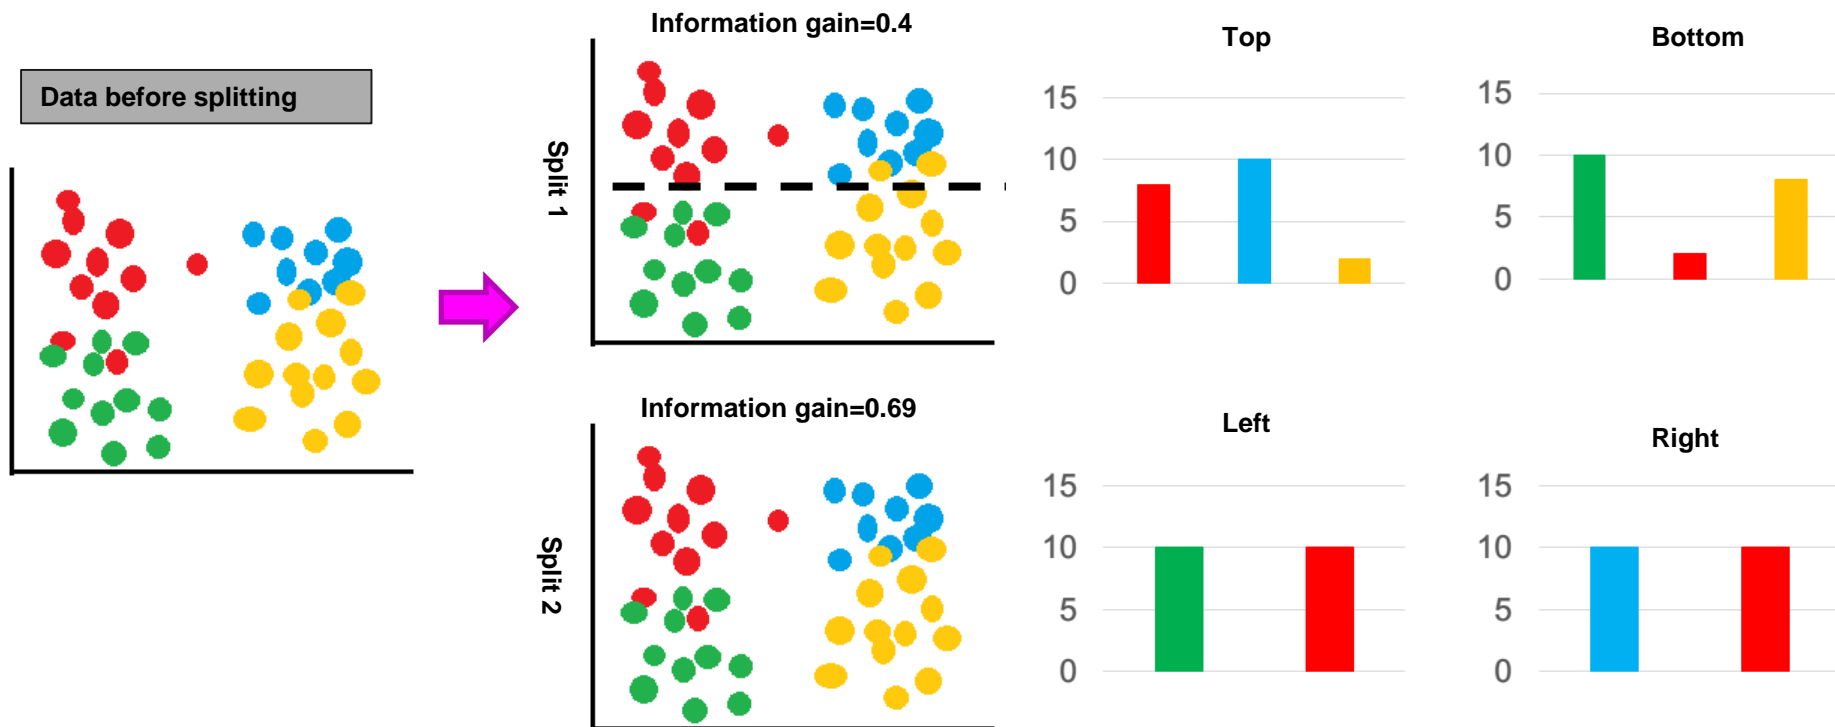 Data before splitting
Information gain=0.4
Split 1
Top
15
10
5
0
Bottom
15
10
5
0
Information gain=0.69
Split 2
Left
15
10
5
0
Right
15
10
5
0